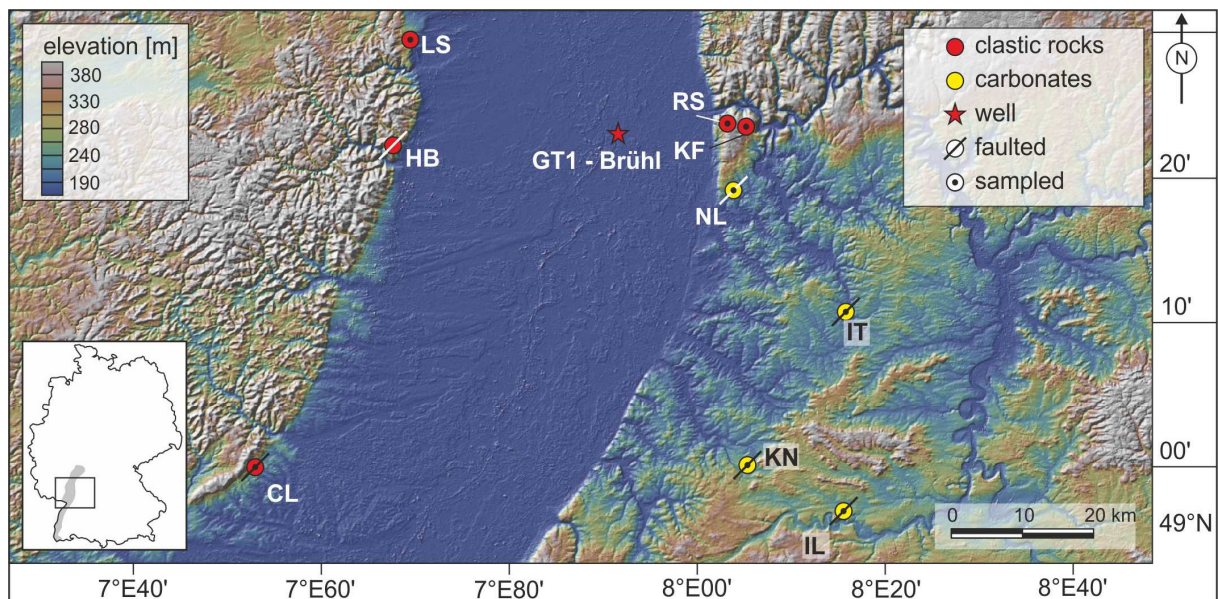 elevation [m]
380
330
280
240
190
LS
HB
GT1 - Brühl
RS
KF
NL
IT
KN
IL
CL
clastic rocks
carbonates
well
faulted
sampled
N
20'
10'
00'
49°N
0 10 20 km
7°E40'
7°E60'
7°E80'
8°E00'
8°E20'
8°E40'